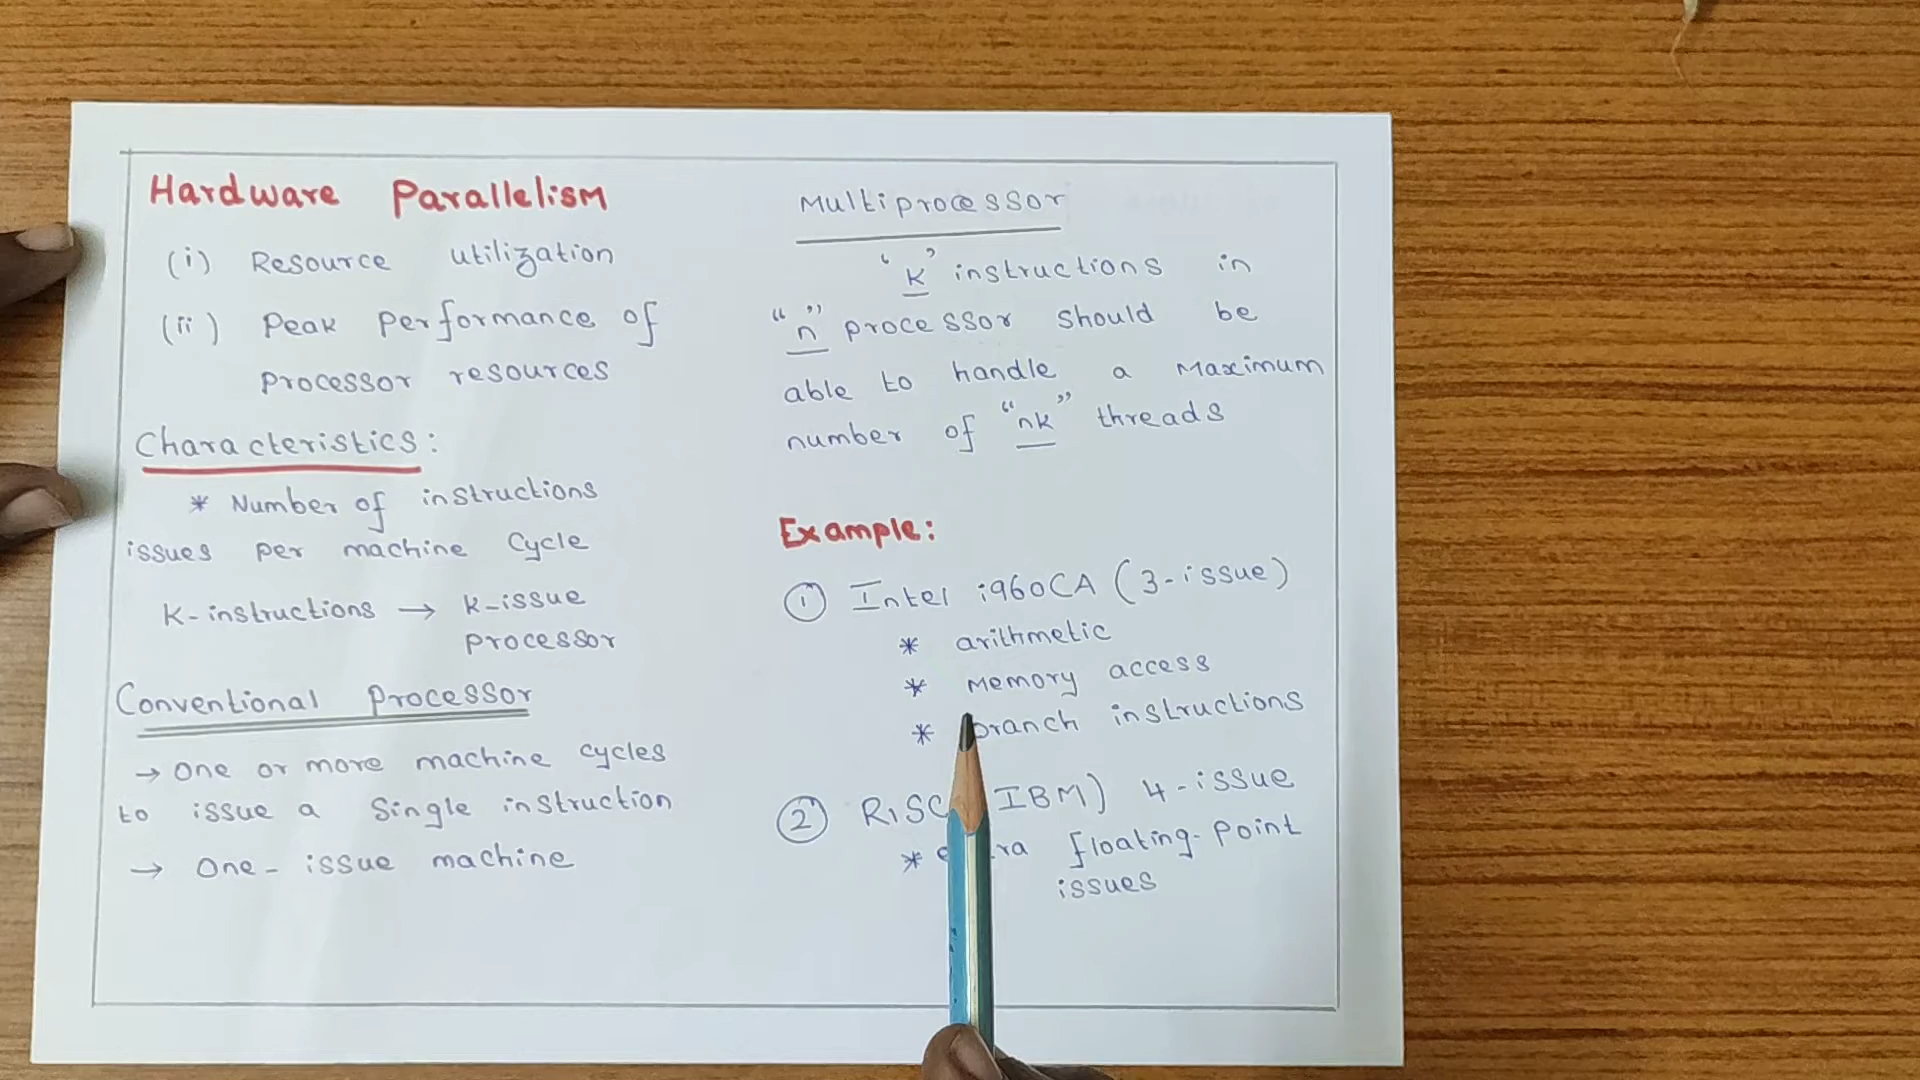 Hardware Parallelism
(i) Resource utilization
(ii) Peak performance of
processor resources
Characteristics:
* Number of instructions
issues per machine cycle
K-instructions → k-issue
processor
Conventional Processor
→ one or more machine cycles
to issue a single instruction
→ one-issue machine
Multiprocessor
'k' instructions in
"n" processor should be
able to handle a maximum
number of "nk" threads
Example:
① Intel i960CA (3-issue)
* arithmetic
* memory access
* branch instructions
② IBM) 4-issue
* floating-point
issues